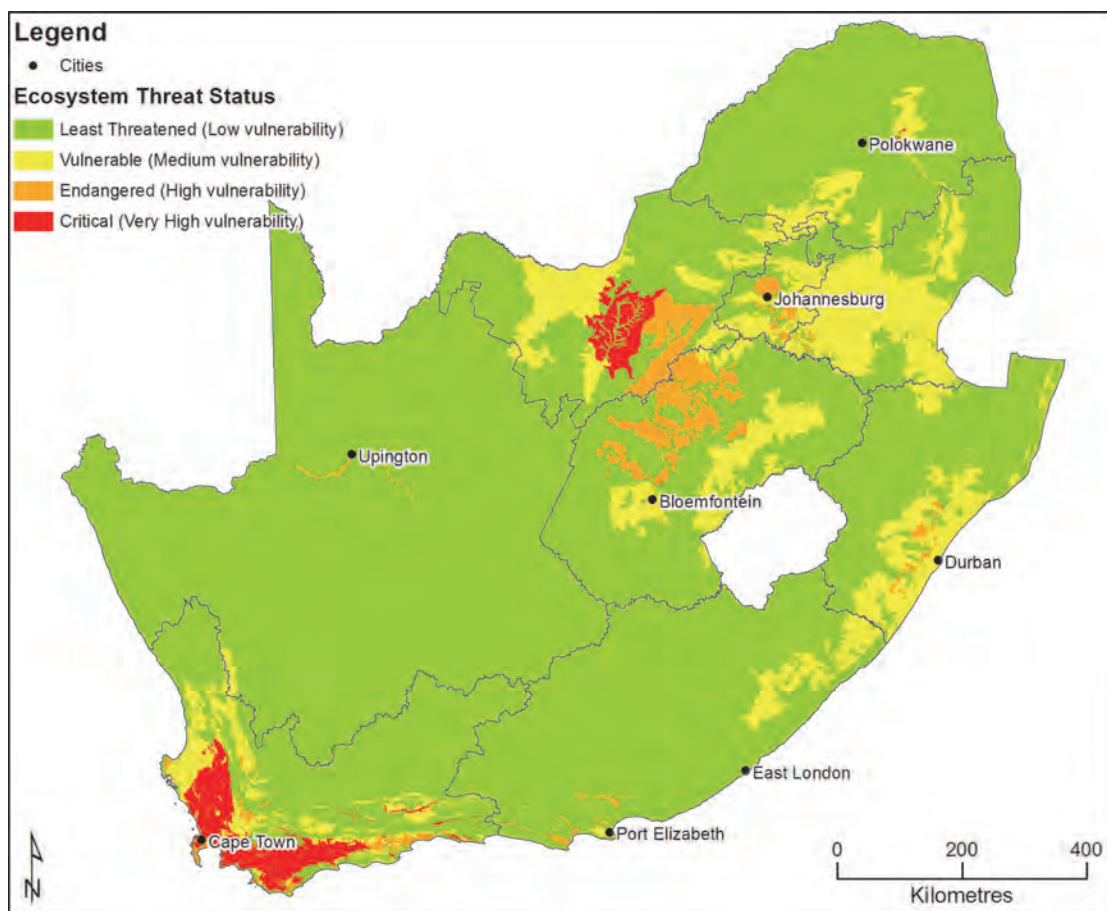 Legend
Cities
Ecosystem Threat Status
Least Threatened (Low vulnerability)
Vulnerable (Medium vulnerability)
Endangered (High vulnerability)
Critical (Very High vulnerability)
Polokwane
Johannesburg
Upington
Bloemfontein
Durban
East London
Port Elizabeth
Cape Town
N
0 200 400
Kilometres